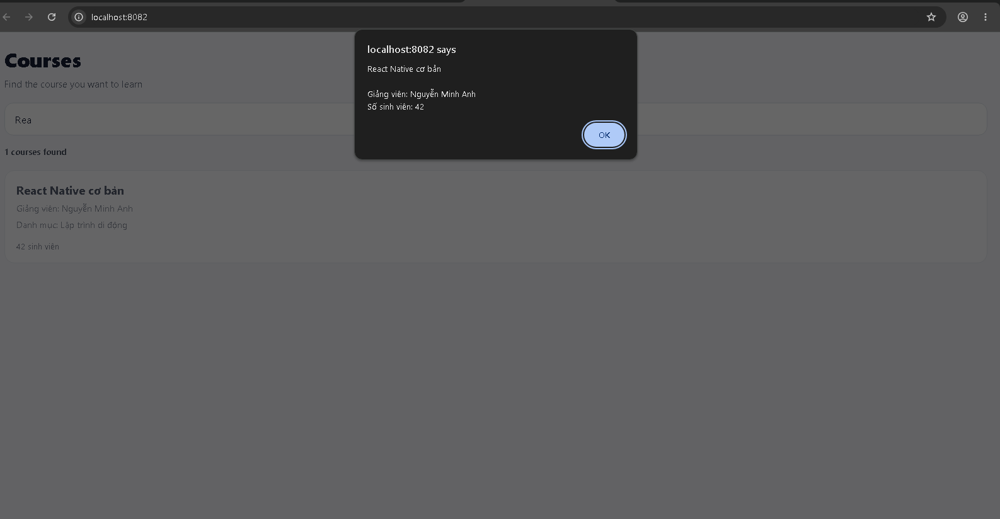 localhost:8082
localhost:8082 says
React Native cơ bản
Giảng viên: Nguyễn Minh Anh
Số sinh viên: 42
OK
Courses
Find the course you want to learn
Rea
1 courses found
React Native cơ bản
Giảng viên: Nguyễn Minh Anh
Danh mục: Lập trình di động
42 sinh viên